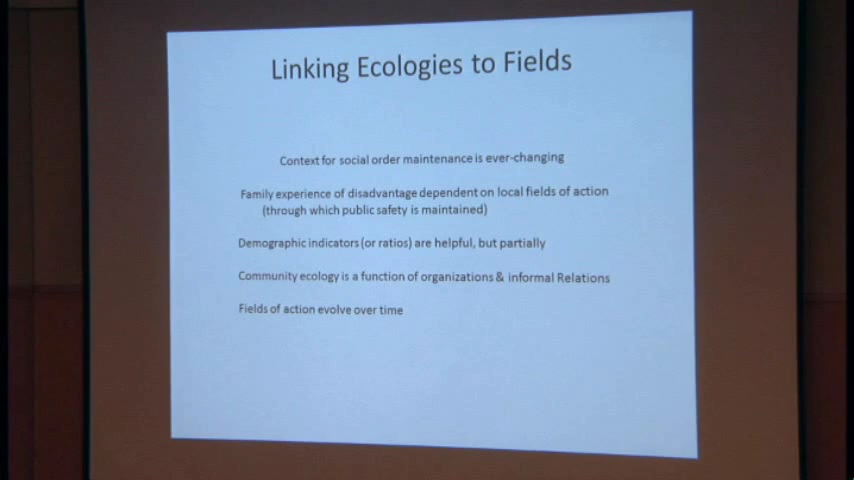 Linking Ecologies to Fields
Context for social order maintenance is ever-changing
Family experience of disadvantage dependent on local fields of action
(through which public safety is maintained)
Demographic indicators (or ratios) are helpful, but partially
Community ecology is a function of organizations & informal Relations
Fields of action evolve over time